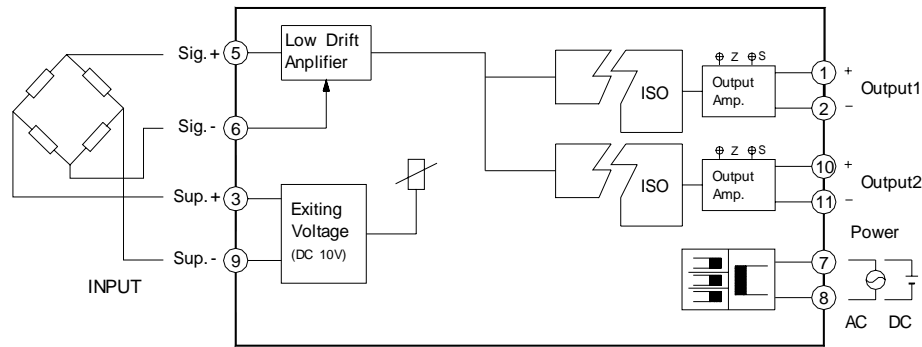 Sig.+
5
Low Drift
Anplifier
Sig.-
6
Sup.+
3
Exiting
Voltage
(DC 10V)
Sup.-
9
INPUT
ISO
Z
S
Output
Amp.
1
+
2
−
Output1
ISO
Z
S
Output
Amp.
10
+
11
−
Output2
Power
7
8
AC
DC